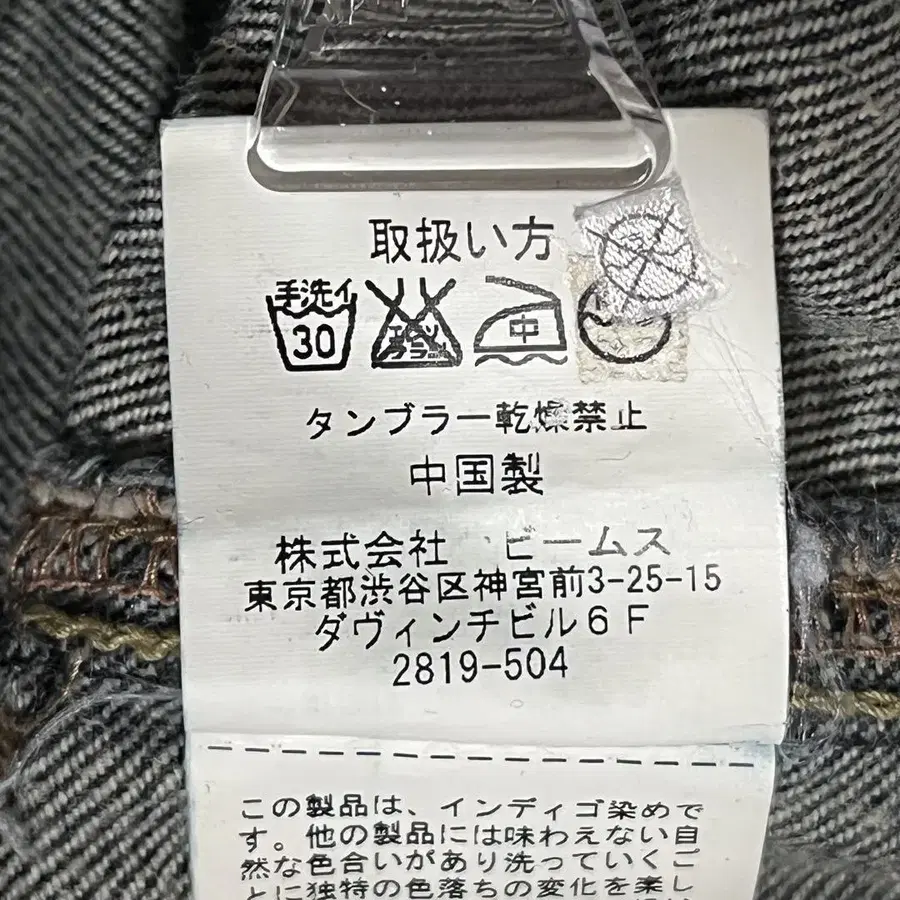 取扱い方
手洗イ
30
エンソ
中
タンブラー乾燥禁止
中国製
株式会社 ビームス
東京都渋谷区神宮前3-25-15
ダヴィンチビル6F
2819-504
この製品は、インディゴ染めで
す。他の製品には味わえない自
然な色合いがあり洗っていくご
とに独特の色落ちの変化を楽し